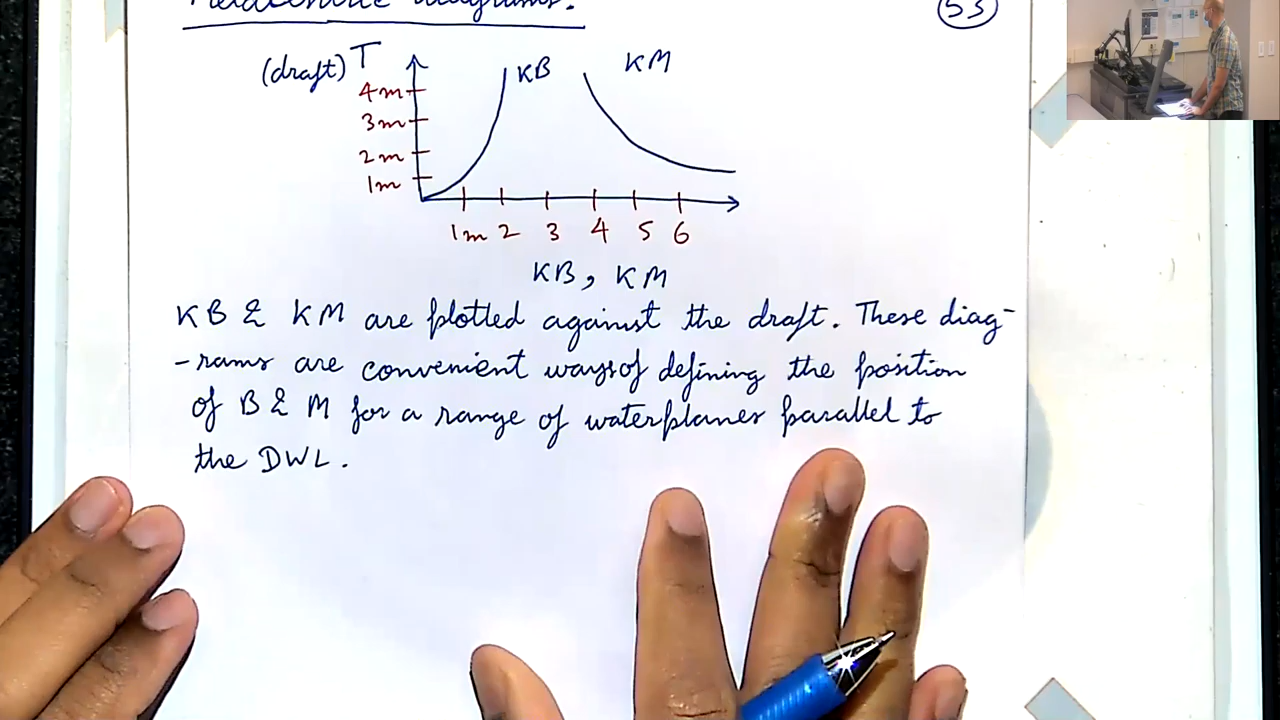 diagrams.
53
(draft) T
KB
KM
4m
3m
2m
1m
1m 2 3 4 5 6
KB, KM
KB & KM are plotted against the draft. These diag-
-rams are convenient ways of defining the position
of B & M for a range of waterplanes parallel to
the DWL.